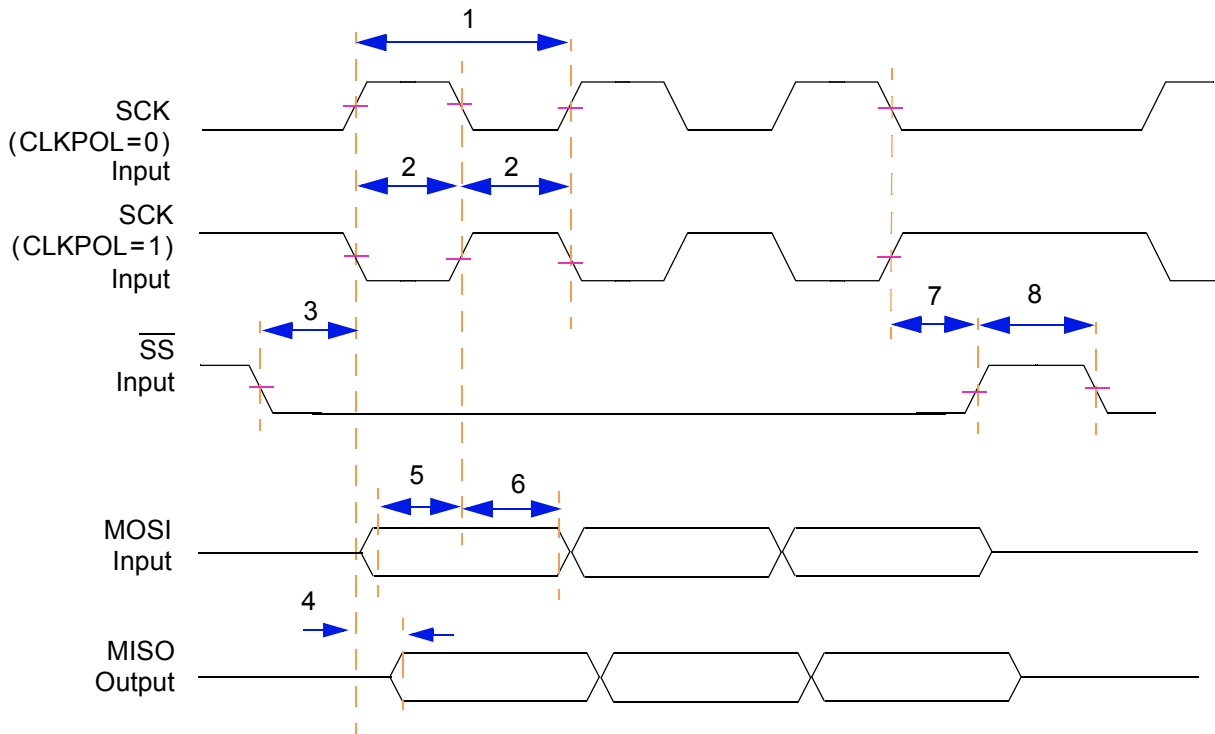 1
SCK
(CLKPOL=0)
Input
2 2
SCK
(CLKPOL=1)
Input
3
7 8
SS
Input
5 6
MOSI
Input
4
MISO
Output